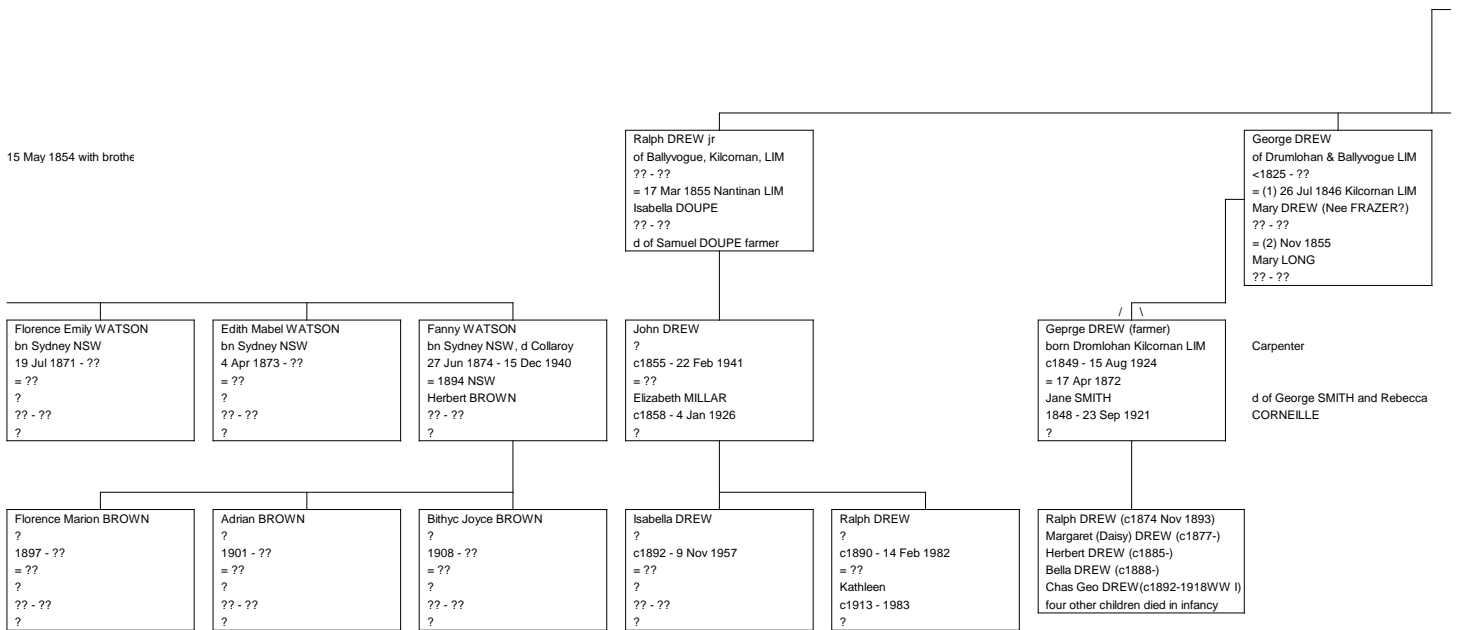 15 May 1854 with brothe
Ralph DREW jr
of Ballyvogue, Kilcornan, LIM
?? - ??
= 17 Mar 1855 Nantinan LIM
Isabella DOUPE
?? - ??
d of Samuel DOUPE farmer
George DREW
of Drumlohan & Ballyvogue LIM
<1825 - ??
= (1) 26 Jul 1846 Kilcornan LIM
Mary DREW (Nee FRAZER?)
?? - ??
= (2) Nov 1855
Mary LONG
?? - ??
/ \
Florence Emily WATSON
bn Sydney NSW
19 Jul 1871 - ??
= ??
?
?? - ??
?
Edith Mabel WATSON
bn Sydney NSW
4 Apr 1873 - ??
= ??
?
?? - ??
?
Fanny WATSON
bn Sydney NSW, d Collaroy
27 Jun 1874 - 15 Dec 1940
= 1894 NSW
Herbert BROWN
?? - ??
?
John DREW
?
c1855 - 22 Feb 1941
= ??
Elizabeth MILLAR
c1858 - 4 Jan 1926
?
Geprge DREW (farmer)
born Dromlohan Kilcornan LIM
c1849 - 15 Aug 1924
= 17 Apr 1872
Jane SMITH
1848 - 23 Sep 1921
?
Carpenter
d of George SMITH and Rebecca
CORNEILLE
Florence Marion BROWN
?
1897 - ??
= ??
?
?? - ??
?
Adrian BROWN
?
1901 - ??
= ??
?
?? - ??
?
Bithyc Joyce BROWN
?
1908 - ??
= ??
?
?? - ??
?
Isabella DREW
?
c1892 - 9 Nov 1957
= ??
?
?? - ??
?
Ralph DREW
?
c1890 - 14 Feb 1982
= ??
Kathleen
c1913 - 1983
?
Ralph DREW (c1874 Nov 1893)
Margaret (Daisy) DREW (c1877-)
Herbert DREW (c1885-)
Bella DREW (c1888-)
Chas Geo DREW(c1892-1918WW I)
four other children died in infancy